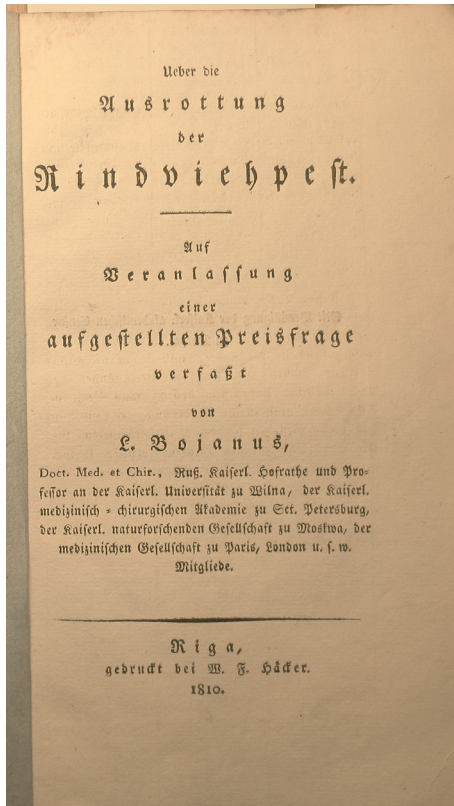 Ueber die
Ausrottung
der
Rindviehpest.
Auf
Veranlassung
einer
aufgestellten Preisfrage
verfaßt
von
L. Bojanus,
Doct. Med. et Chir., Ruß. Kaiserl. Hofrathe und Pro-
fessor an der Kaiserl. Universität zu Wilna, der Kaiserl.
medizinisch-chirurgischen Akademie zu Sct. Petersburg,
der Kaiserl. naturforschenden Gesellschaft zu Moskwa, der
medizinischen Gesellschaft zu Paris, London u. s. w.
Mitgliede.
Riga,
gedruckt bei W. F. Häcker.
1810.